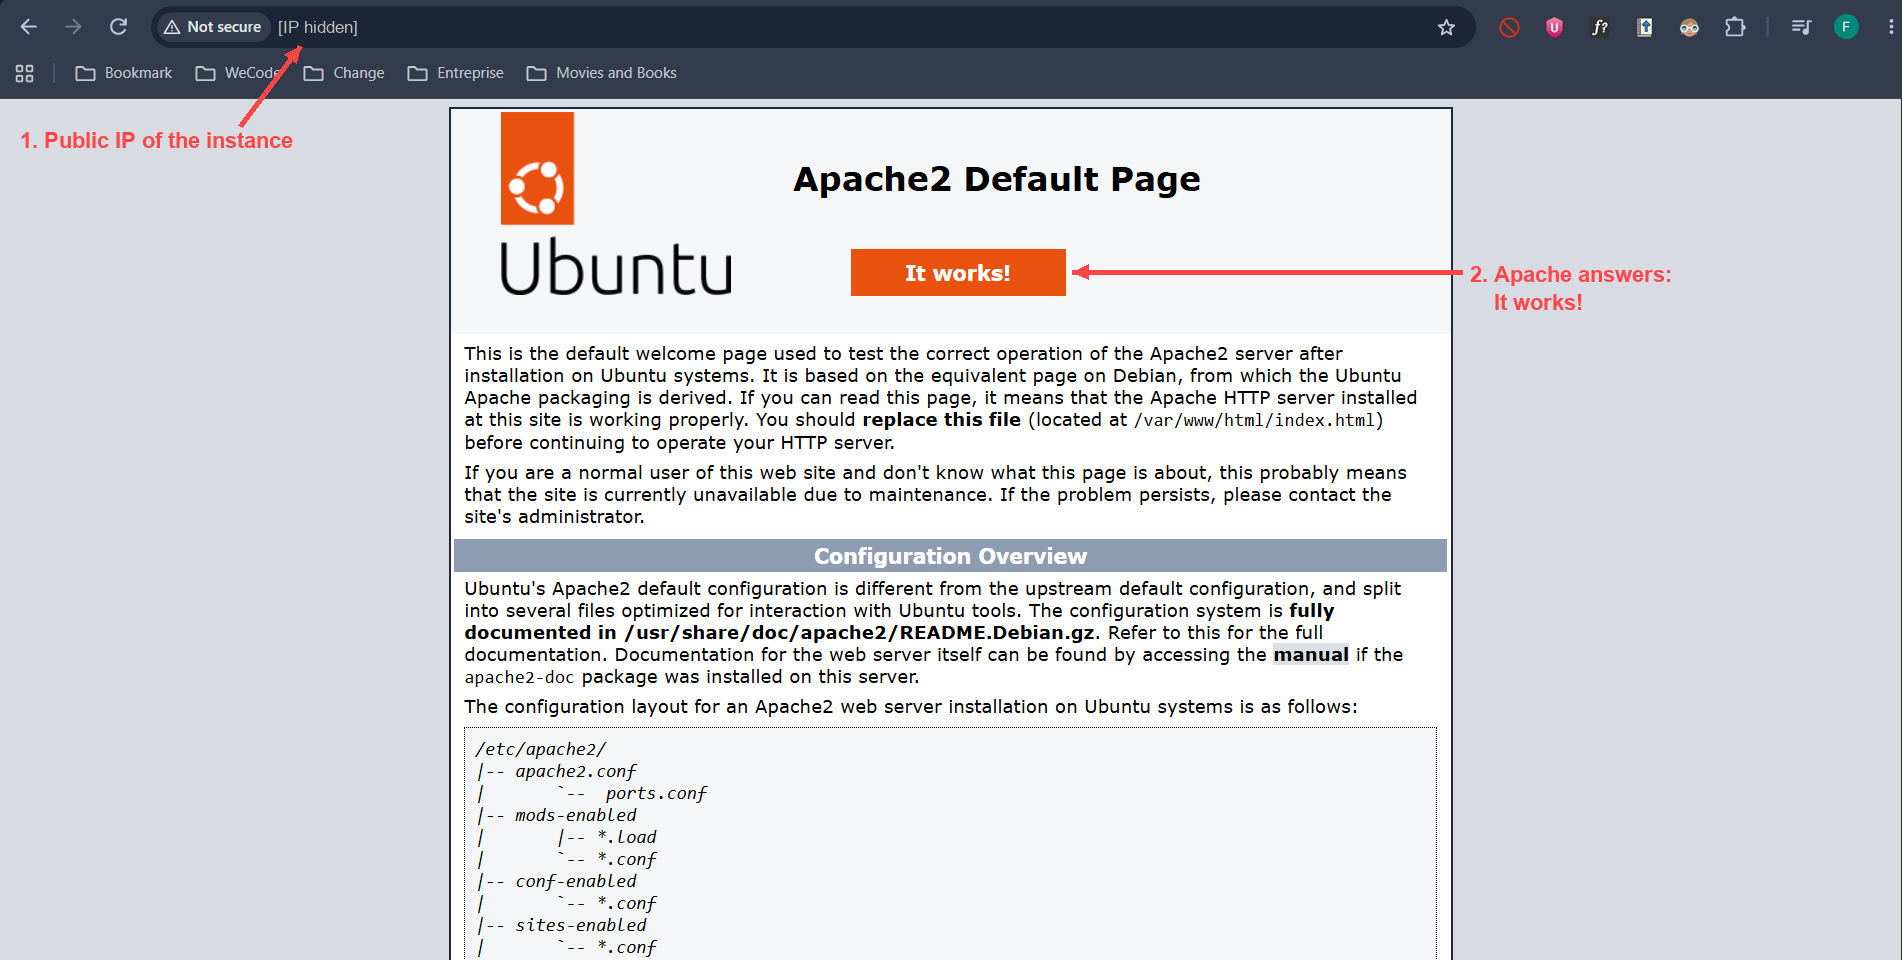 Not secure [IP hidden]
f?
F
Bookmark WeCode Change Entreprise Movies and Books
1. Public IP of the instance
Ubuntu
Apache2 Default Page
It works!
2. Apache answers:
It works!
This is the default welcome page used to test the correct operation of the Apache2 server after
installation on Ubuntu systems. It is based on the equivalent page on Debian, from which the Ubuntu
Apache packaging is derived. If you can read this page, it means that the Apache HTTP server installed
at this site is working properly. You should replace this file (located at /var/www/html/index.html)
before continuing to operate your HTTP server.
If you are a normal user of this web site and don't know what this page is about, this probably means
that the site is currently unavailable due to maintenance. If the problem persists, please contact the
site's administrator.
Configuration Overview
Ubuntu's Apache2 default configuration is different from the upstream default configuration, and split
into several files optimized for interaction with Ubuntu tools. The configuration system is fully
documented in /usr/share/doc/apache2/README.Debian.gz. Refer to this for the full
documentation. Documentation for the web server itself can be found by accessing the manual if the
apache2-doc package was installed on this server.
The configuration layout for an Apache2 web server installation on Ubuntu systems is as follows:
/etc/apache2/
|-- apache2.conf
|       `--  ports.conf
|-- mods-enabled
|       |-- *.load
|       `-- *.conf
|-- conf-enabled
|       `-- *.conf
|-- sites-enabled
|       `-- *.conf